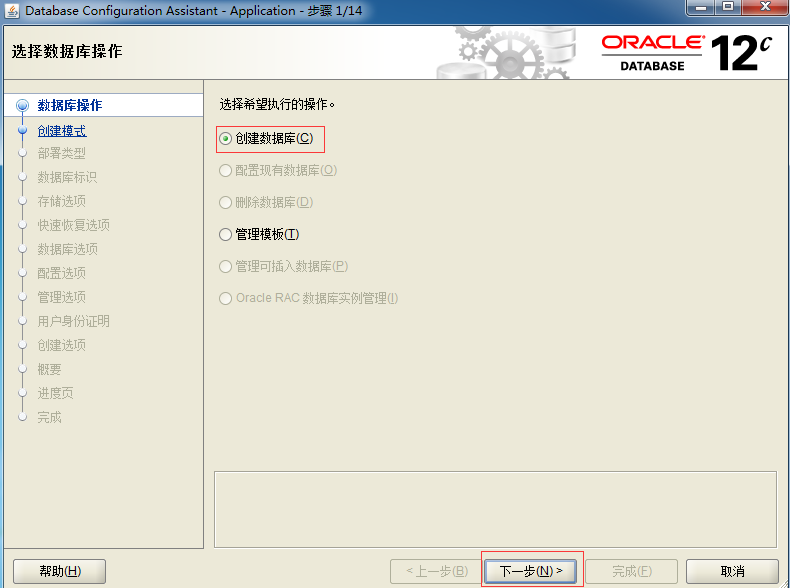 Database Configuration Assistant - Application - 步骤 1/14
选择数据库操作
ORACLE®
DATABASE
12c
数据库操作
创建模式
部署类型
数据库标识
存储选项
快速恢复选项
数据库选项
配置选项
管理选项
用户身份证明
创建选项
概要
进度页
完成
选择希望执行的操作。
创建数据库(C)
配置现有数据库(O)
删除数据库(D)
管理模板(T)
管理可插入数据库(P)
Oracle RAC 数据库实例管理(I)
帮助(H)
< 上一步(B)
下一步(N) >
完成(F)
取消